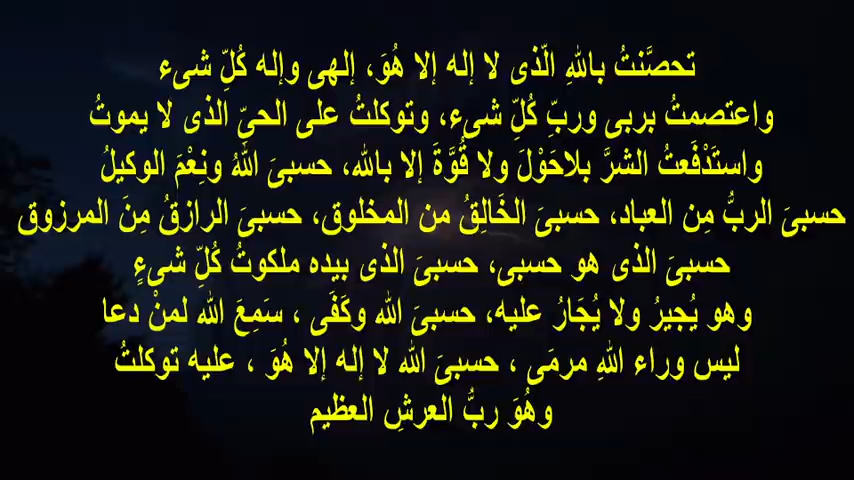 تحصَّنتُ باللهِ الّذى لا إله إلا هُوَ، إلهى وإله كُلِّ شىء
واعتصمتُ بربى وربِّ كُلِّ شىء، وتوكلتُ على الحيِّ الذى لا يموتُ
واستَدْفَعتُ الشرَّ بلاحَوْلَ ولا قُوَّةَ إلا بالله، حسبىَ اللهُ ونِعْمَ الوكيلُ
حسبىَ الربُّ مِن العباد، حسبىَ الخَالِقُ من المخلوق، حسبىَ الرازقُ مِنَ المرزوق
حسبىَ الذى هو حسبى، حسبىَ الذى بيده ملكوتُ كُلِّ شىءٍ
وهو يُجيرُ ولا يُجَارُ عليه، حسبىَ الله وكَفَى ، سَمِعَ الله لمنْ دعا
ليس وراء اللهِ مرمَى ، حسبىَ الله لا إله إلا هُوَ ، عليه توكلتُ
وهُوَ ربُّ العرشِ العظيم